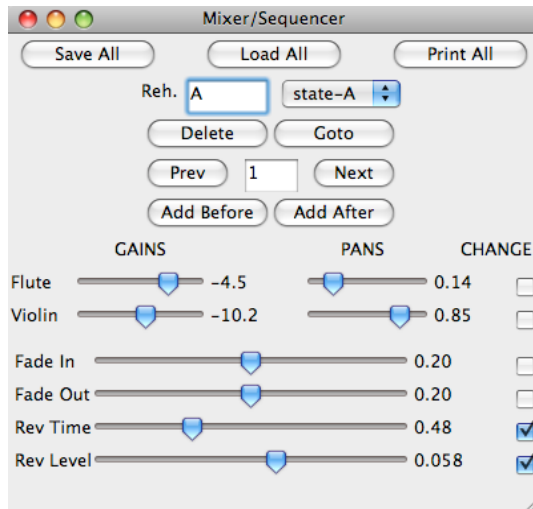 Mixer/Sequencer
Save All Load All Print All
Reh. A state-A
Delete Goto
Prev 1 Next
Add Before Add After
GAINS PANS CHANGE
Flute -4.5 0.14
Violin -10.2 0.85
Fade In 0.20
Fade Out 0.20
Rev Time 0.48
Rev Level 0.058